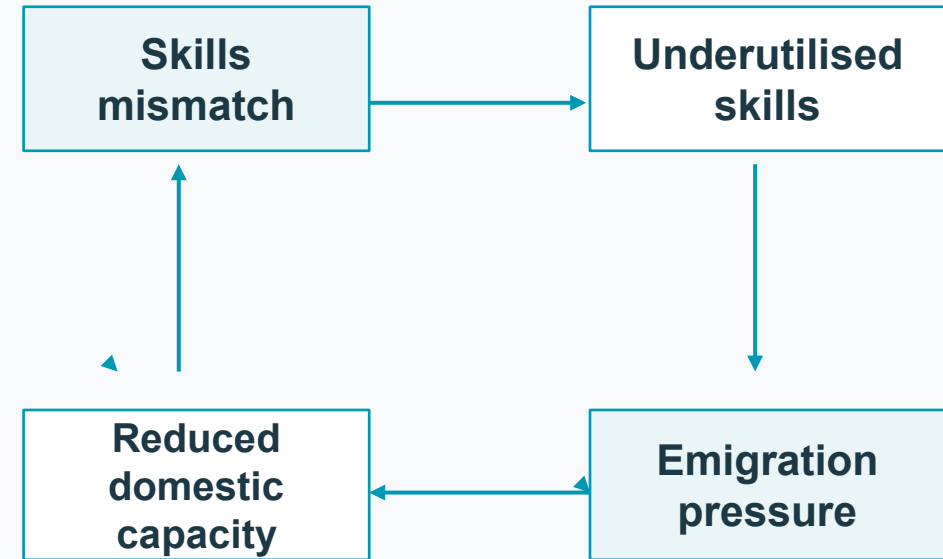 Skills
mismatch
Underutilised
skills
Reduced
domestic
capacity
Emigration
pressure